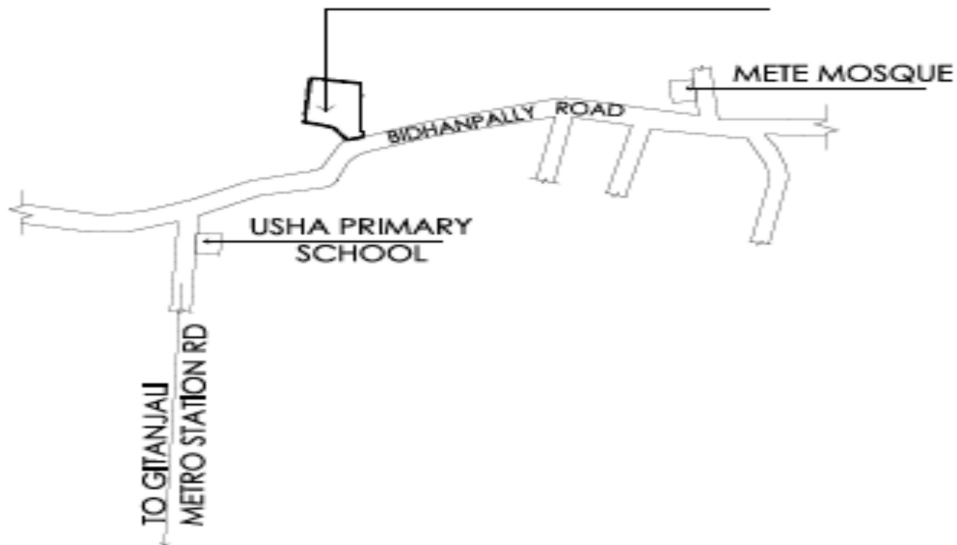 METE MOSQUE
BIDHANPALLY ROAD
USHA PRIMARY
SCHOOL
TO GITANJALI
METRO STATION RD